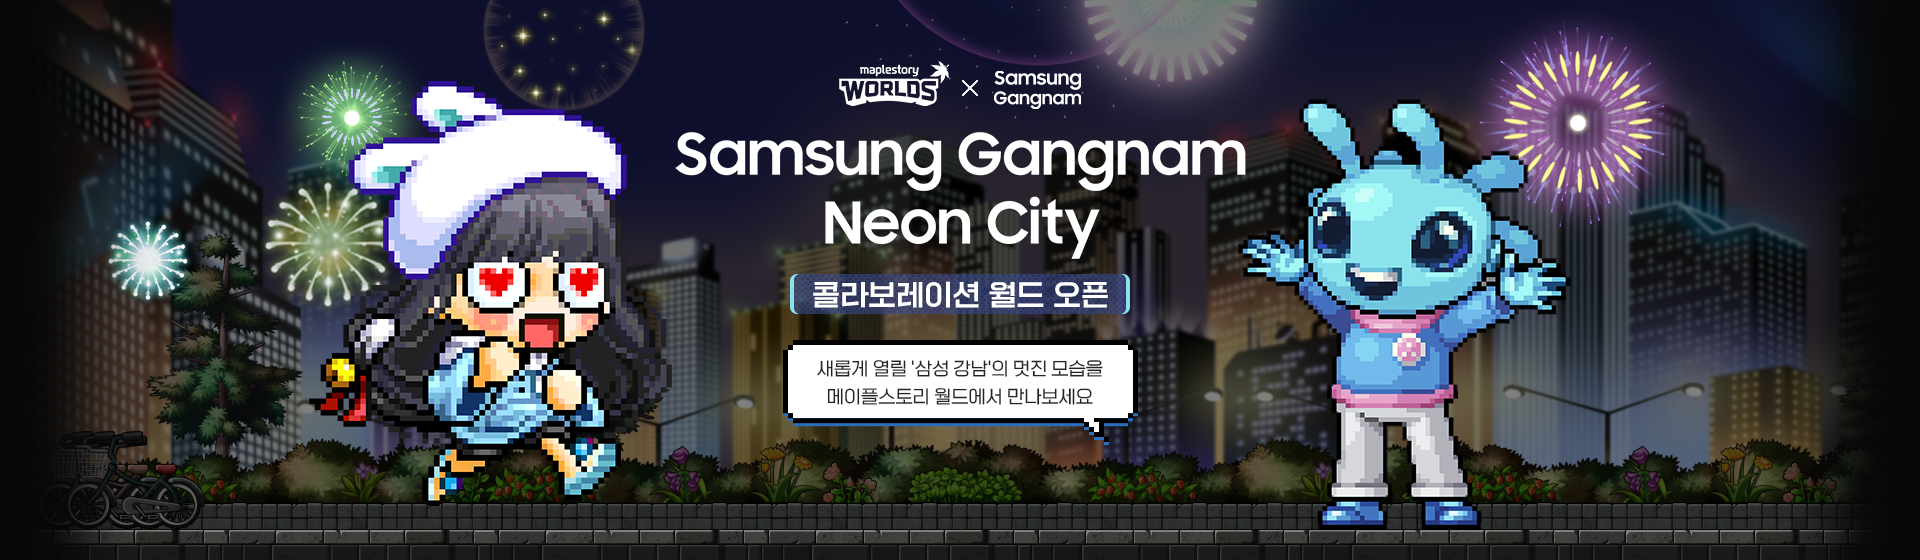 maplestory
WORLDS × Samsung Gangnam
Samsung Gangnam
Neon City
콜라보레이션 월드 오픈
새롭게 열릴 '삼성 강남'의 멋진 모습을
메이플스토리 월드에서 만나보세요